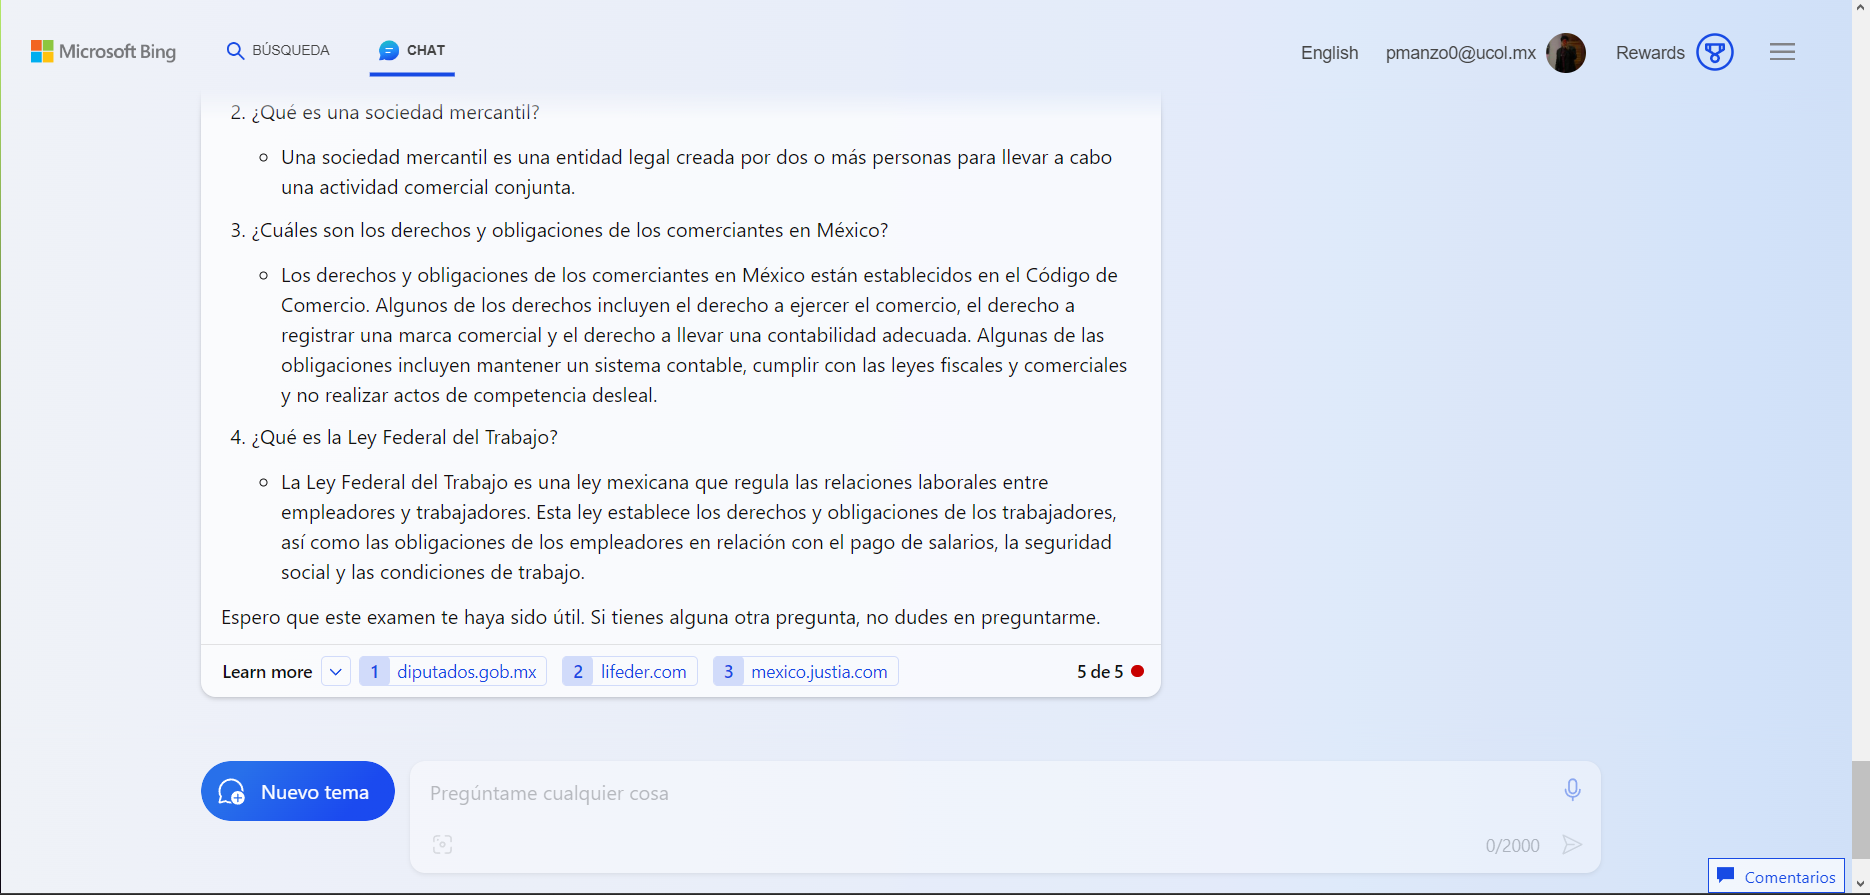 Microsoft Bing
BÚSQUEDA
CHAT
English
pmanzo0@ucol.mx
Rewards
2. ¿Qué es una sociedad mercantil?
Una sociedad mercantil es una entidad legal creada por dos o más personas para llevar a cabo
una actividad comercial conjunta.
3. ¿Cuáles son los derechos y obligaciones de los comerciantes en México?
Los derechos y obligaciones de los comerciantes en México están establecidos en el Código de
Comercio. Algunos de los derechos incluyen el derecho a ejercer el comercio, el derecho a
registrar una marca comercial y el derecho a llevar una contabilidad adecuada. Algunas de las
obligaciones incluyen mantener un sistema contable, cumplir con las leyes fiscales y comerciales
y no realizar actos de competencia desleal.
4. ¿Qué es la Ley Federal del Trabajo?
La Ley Federal del Trabajo es una ley mexicana que regula las relaciones laborales entre
empleadores y trabajadores. Esta ley establece los derechos y obligaciones de los trabajadores,
así como las obligaciones de los empleadores en relación con el pago de salarios, la seguridad
social y las condiciones de trabajo.
Espero que este examen te haya sido útil. Si tienes alguna otra pregunta, no dudes en preguntarme.
Learn more 1 diputados.gob.mx 2 lifeder.com 3 mexico.justia.com 5 de 5
Nuevo tema
Pregúntame cualquier cosa
0/2000
Comentarios